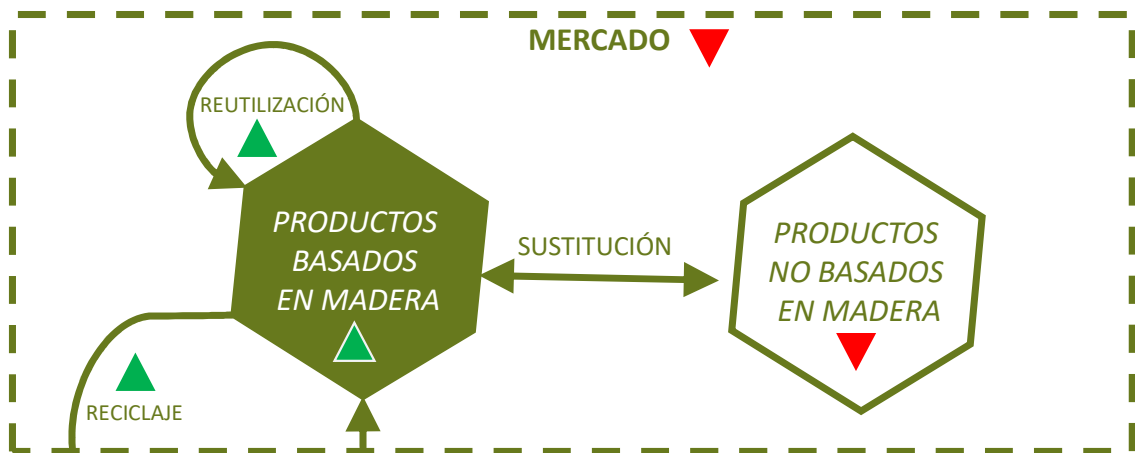 MERCADO
REUTILIZACIÓN
PRODUCTOS
BASADOS
EN MADERA
SUSTITUCIÓN
PRODUCTOS
NO BASADOS
EN MADERA
RECICLAJE